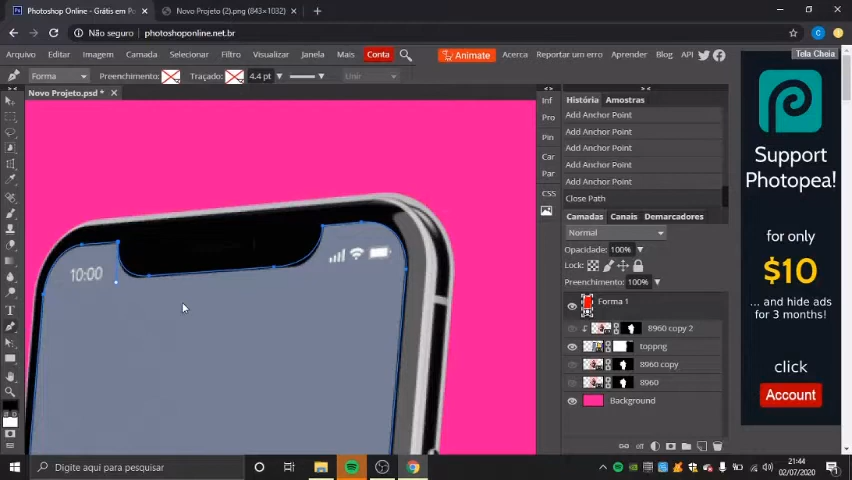 Photoshop Online - Grátis em Po
Novo Projeto (2).png (843×1032)
Não seguro
photoshoponline.net.br
Arquivo
Editar
Imagem
Camada
Selecionar
Filtro
Visão
Janela
Mais
Conta
Animate
Acerca
Reportar um erro
Aprender
Blog
API
Tela Cheia
Forma
Preenchimento:
Traçado:
4.4 pt
Unir
Novo Projeto.psd *
Inf
Pro
Pin
Car
Par
CSS
História
Amostras
Add Anchor Point
Add Anchor Point
Add Anchor Point
Add Anchor Point
Add Anchor Point
Close Path
Camadas
Canais
Demarcadores
Normal
Opacidade:
100%
Lock:
Preenchimento:
100%
Forma 1
8960 copy 2
toppng
8960 copy
8960
Background
10:00
Support
Photopea!
for only
$10
... and hide ads
for 3 months!
click
Account
Digite aqui para pesquisar
21:44
02/07/2020